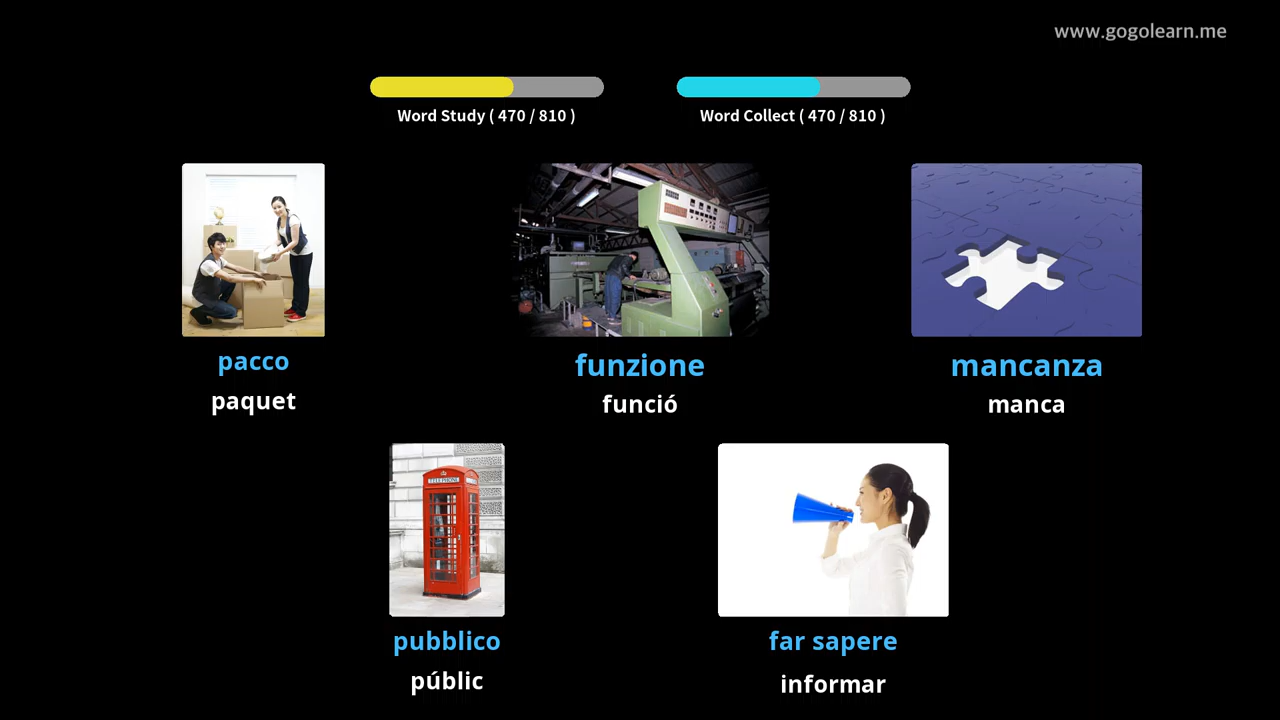 www.gogolearn.me
Word Study ( 470 / 810 )
Word Collect ( 470 / 810 )
pacco
paquet
funzione
funció
mancanza
manca
TELEPHONE
pubblico
públic
far sapere
informar